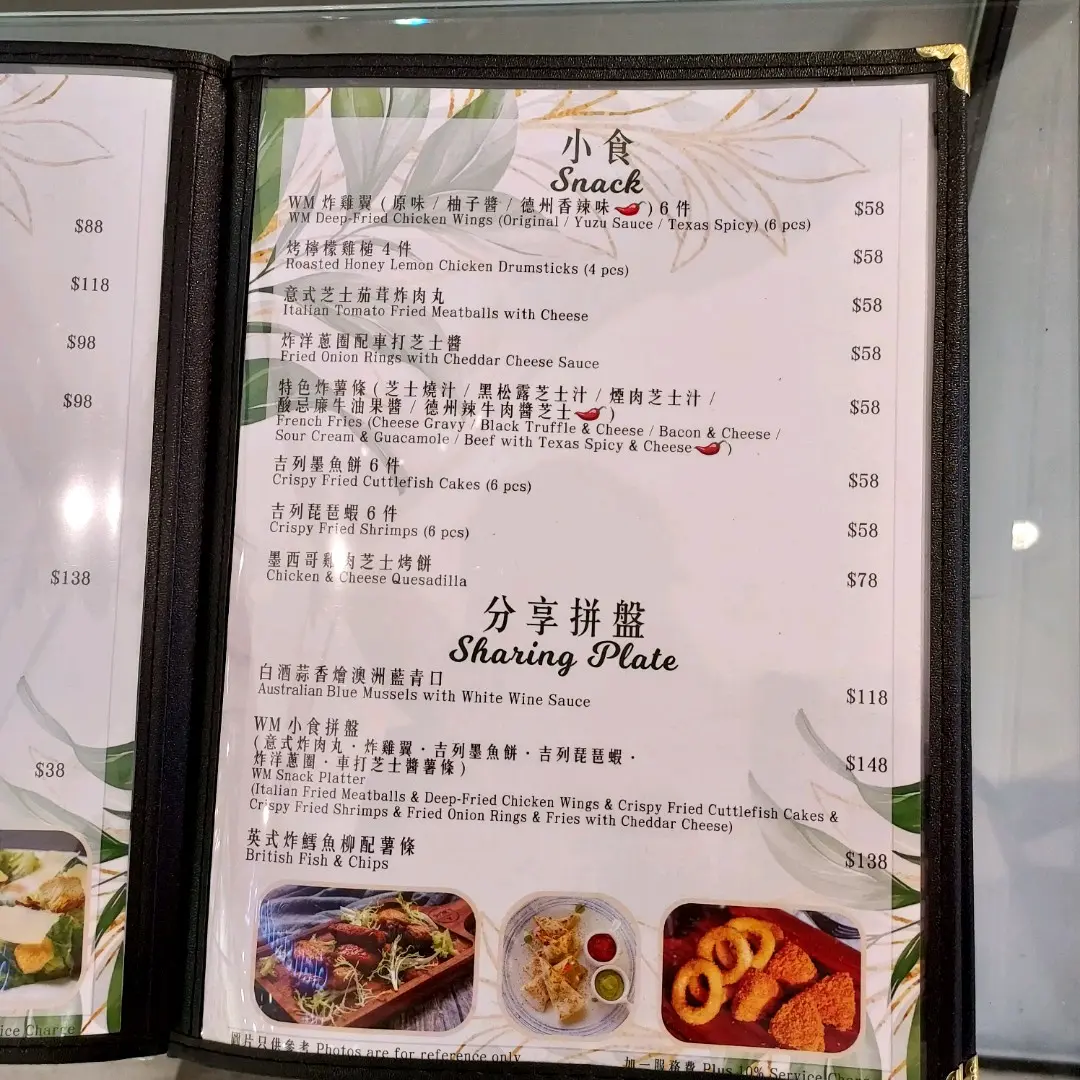 $88
$118
$98
$98
$138
$38
ice Charge
小食
Snack
WM 炸雞翼 ( 原味 / 柚子醬 / 德州香辣味 ) 6 件
$58
WM Deep-Fried Chicken Wings (Original / Yuzu Sauce / Texas Spicy) (6 pcs)
烤檸檬雞槌 4 件
$58
Roasted Honey Lemon Chicken Drumsticks (4 pcs)
意式芝士茄茸炸肉丸
$58
Italian Tomato Fried Meatballs with Cheese
炸洋蔥圈配車打芝士醬
$58
Fried Onion Rings with Cheddar Cheese Sauce
特色炸薯條 ( 芝士燒汁 / 黑松露芝士汁 / 煙肉芝士汁 /
酸忌廉牛油果醬 / 德州辣牛肉醬芝士 )
$58
French Fries (Cheese Gravy / Black Truffle & Cheese / Bacon & Cheese /
Sour Cream & Guacamole / Beef with Texas Spicy & Cheese )
吉列墨魚餅 6 件
$58
Crispy Fried Cuttlefish Cakes (6 pcs)
吉列琵琶蝦 6 件
$58
Crispy Fried Shrimps (6 pcs)
墨西哥雞肉芝士烤餅
$78
Chicken & Cheese Quesadilla
分享拼盤
Sharing Plate
白酒蒜香燴澳洲藍青口
$118
Australian Blue Mussels with White Wine Sauce
WM 小食拼盤
( 意式炸肉丸 · 炸雞翼 · 吉列墨魚餅 · 吉列琵琶蝦 ·
炸洋蔥圈 · 車打芝士醬薯條 )
$148
WM Snack Platter
(Italian Fried Meatballs & Deep-Fried Chicken Wings & Crispy Fried Cuttlefish Cakes &
Crispy Fried Shrimps & Fried Onion Rings & Fries with Cheddar Cheese)
英式炸鱈魚柳配薯條
$138
British Fish & Chips
圖片只供參考 Photos are for reference only
加一服務費 Plus 10% Service Charge